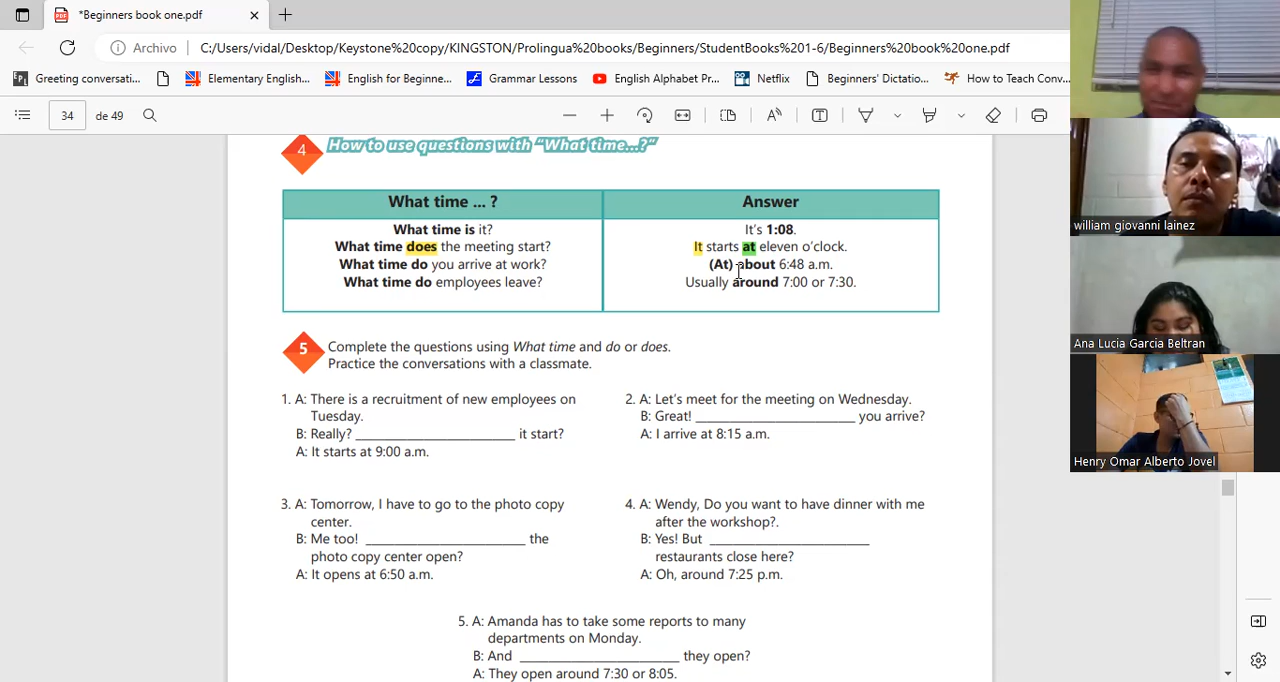 *Beginners book one.pdf
Archivo
C:/Users/vidal/Desktop/Keystone%20copy/KINGSTON/Prolingua%20books/Beginners/StudentBooks%201-6/Beginners%20book%20one.pdf
Greeting conversati...
Elementary English...
English for Beginne...
Grammar Lessons
English Alphabet Pr...
Netflix
Beginners' Dictatio...
How to Teach Conv...
34
de 49
4
How to use questions with "What time...?"
What time ... ?
Answer
What time is it?
It's 1:08.
What time does the meeting start?
It starts at eleven o'clock.
What time do you arrive at work?
(At) about 6:48 a.m.
What time do employees leave?
Usually around 7:00 or 7:30.
5
Complete the questions using What time and do or does.
Practice the conversations with a classmate.
1. A: There is a recruitment of new employees on
Tuesday.
B: Really? ____________________ it start?
A: It starts at 9:00 a.m.
2. A: Let's meet for the meeting on Wednesday.
B: Great! ____________________ you arrive?
A: I arrive at 8:15 a.m.
3. A: Tomorrow, I have to go to the photo copy
center.
B: Me too! ____________________ the
photo copy center open?
A: It opens at 6:50 a.m.
4. A: Wendy, Do you want to have dinner with me
after the workshop?.
B: Yes! But ____________________
restaurants close here?
A: Oh, around 7:25 p.m.
5. A: Amanda has to take some reports to many
departments on Monday.
B: And ____________________ they open?
A: They open around 7:30 or 8:05.
william giovanni lainez
Ana Lucia Garcia Beltran
Henry Omar Alberto Jovel